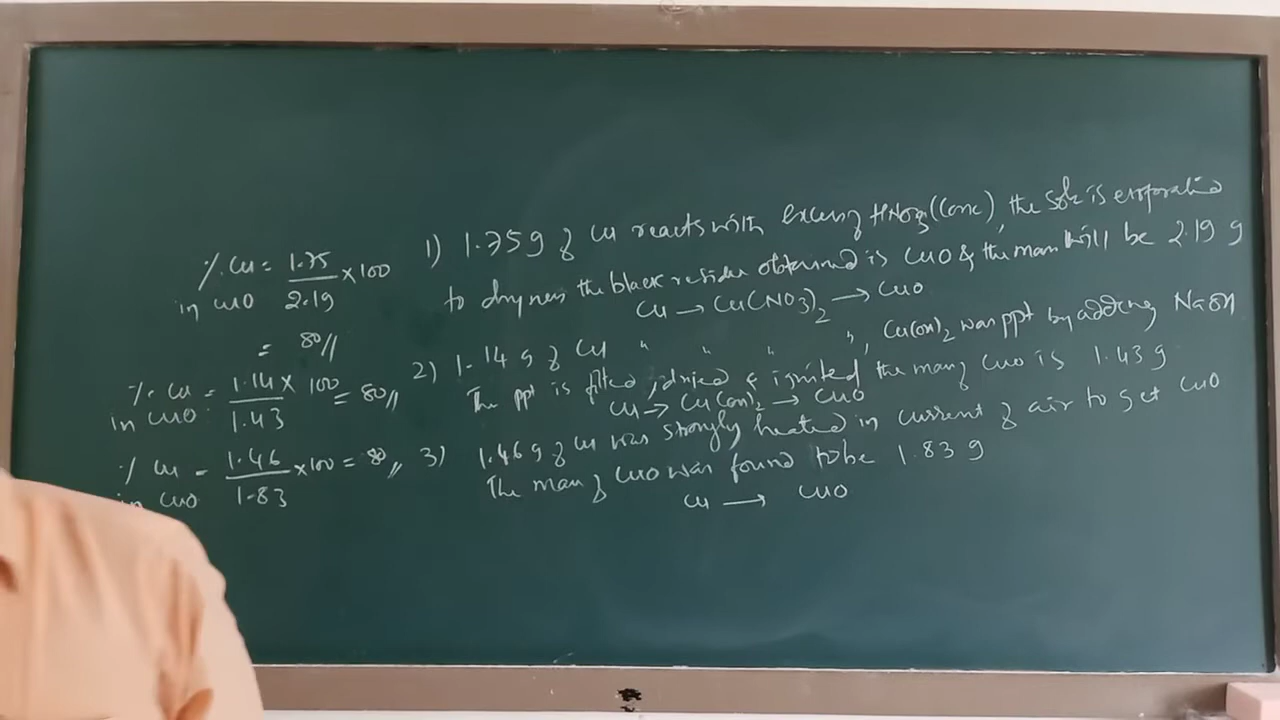 1) 1.75 g of Cu reacts with excess of HNO3 (Conc), the Soln is evaporated
to dryness the black residue obtained is CuO & the mass will be 2.19 g
Cu → Cu(NO3)2 → CuO
2) 1.14 g of Cu " " " ", Cu(OH)2 was ppt by adding NaOH
The ppt is filted, dried & ignited the mass of CuO is 1.43 g
Cu → Cu(OH)2 → CuO
3) 1.46 g of Cu was strongly heated in current of air to get CuO
The mass of CuO was found to be 1.83 g
Cu → CuO
% Cu = 1.75/2.19 × 100
in CuO
= 80//
% Cu = 1.14/1.43 × 100 = 80//
in CuO
% Cu = 1.46/1.83 × 100 = 80//
in CuO